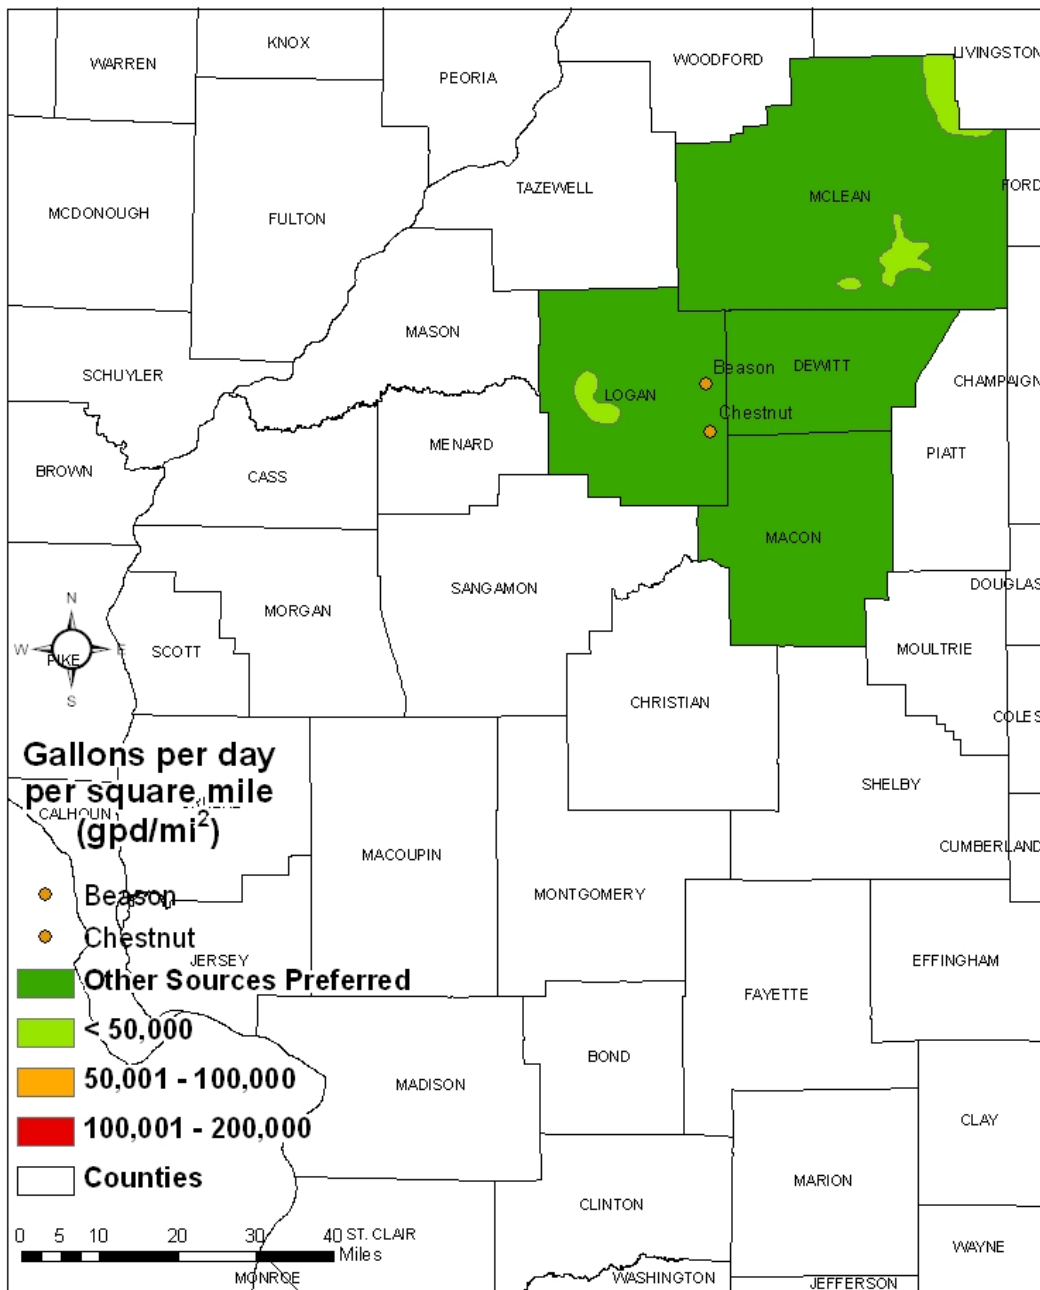 KNOX
WARREN
WOODFORD
LIVINGSTON
PEORIA
TAZEWELL
FORD
MCLEAN
MCDONOUGH
FULTON
MASON
SCHUYLER
Beason
DEWITT
CHAMPAIGN
LOGAN
Chestnut
MENARD
PIATT
BROWN
CASS
MACON
SANGAMON
DOUGLAS
N
MORGAN
W
E
PIKE
SCOTT
MOULTRIE
S
CHRISTIAN
COLES
Gallons per day
per square mile
(gpd/mi²)
SHELBY
CALHOUN
MACOUPIN
CUMBERLAND
MONTGOMERY
Beason
Chestnut
JERSEY
EFFINGHAM
Other Sources Preferred
FAYETTE
< 50,000
BOND
50,001 - 100,000
MADISON
100,001 - 200,000
CLAY
Counties
MARION
CLINTON
0 5 10 20 30 40 ST. CLAIR
Miles
WAYNE
MONROE
WASHINGTON
JEFFERSON